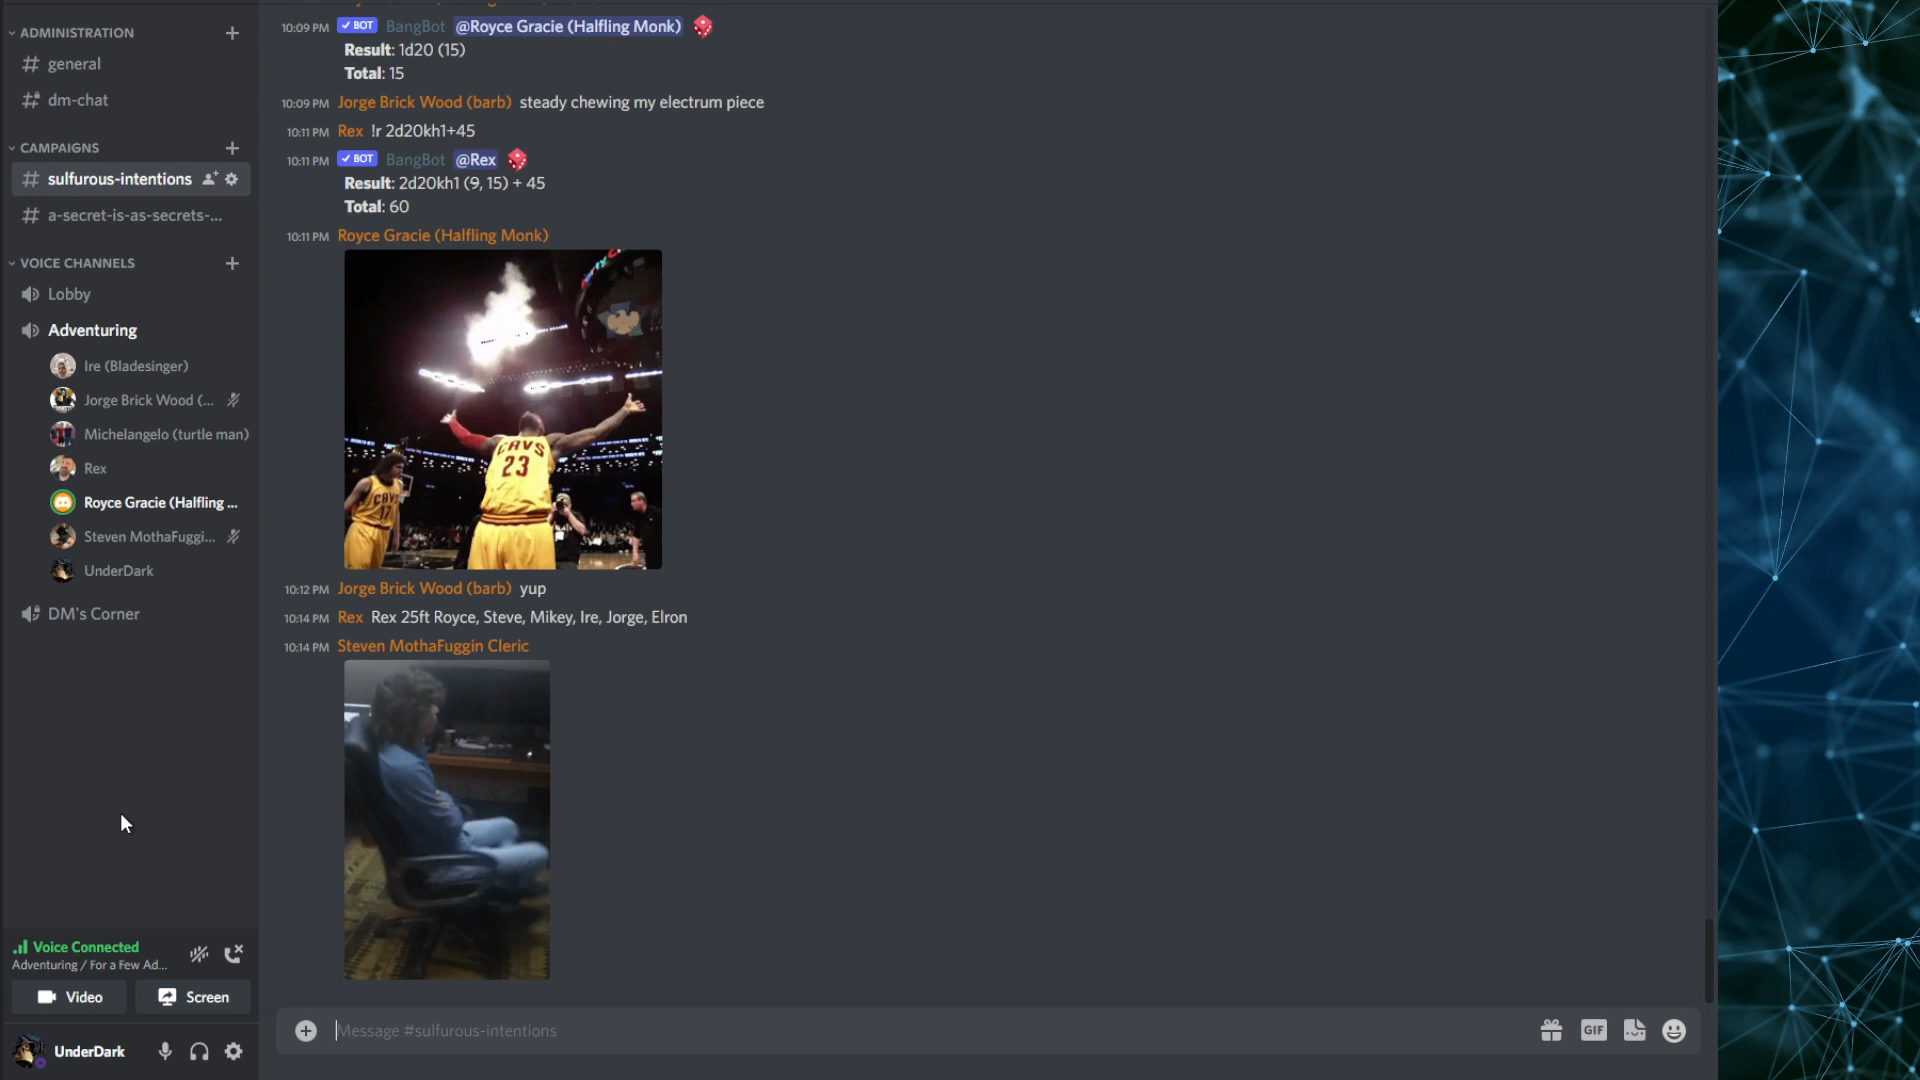 ADMINISTRATION
general
dm-chat
CAMPAIGNS
sulfurous-intentions
a-secret-is-as-secrets-...
VOICE CHANNELS
Lobby
Adventuring
Ire (Bladesinger)
Jorge Brick Wood (...
Michelangelo (turtle man)
Rex
Royce Gracie (Halfling ...
Steven MothaFuggi...
UnderDark
DM's Corner
Voice Connected
Adventuring / For a Few Ad...
Video
Screen
UnderDark
10:09 PM ✓ BOT BangBot @Royce Gracie (Halfling Monk)
Result: 1d20 (15)
Total: 15
10:09 PM Jorge Brick Wood (barb) steady chewing my electrum piece
10:11 PM Rex !r 2d20kh1+45
10:11 PM ✓ BOT BangBot @Rex
Result: 2d20kh1 (9, 15) + 45
Total: 60
10:11 PM Royce Gracie (Halfling Monk)
CAVS
23
CAVS
10:12 PM Jorge Brick Wood (barb) yup
10:14 PM Rex Rex 25ft Royce, Steve, Mikey, Ire, Jorge, Elron
10:14 PM Steven MothaFuggin Cleric
Message #sulfurous-intentions
GIF